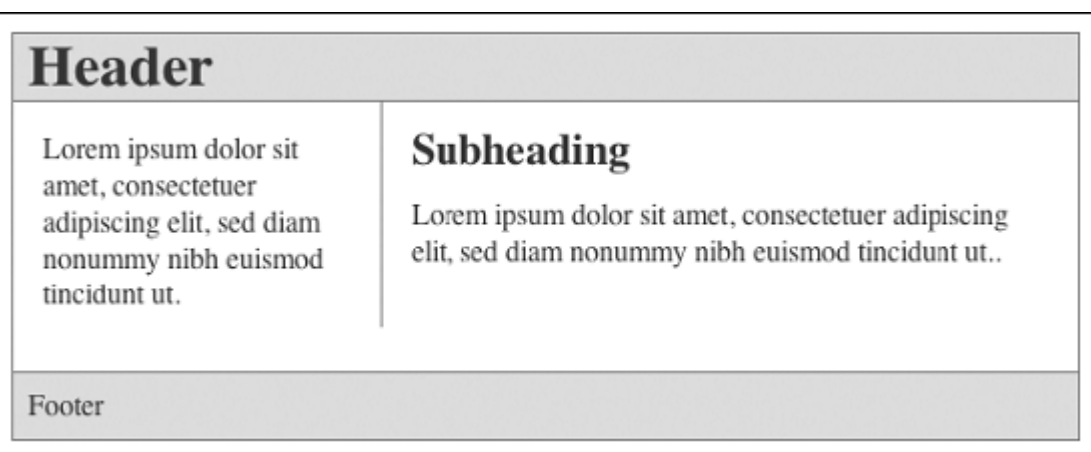 Header
Lorem ipsum dolor sit
amet, consectetuer
adipiscing elit, sed diam
nonummy nibh euismod
tincidunt ut.
Subheading
Lorem ipsum dolor sit amet, consectetuer adipiscing
elit, sed diam nonummy nibh euismod tincidunt ut..
Footer